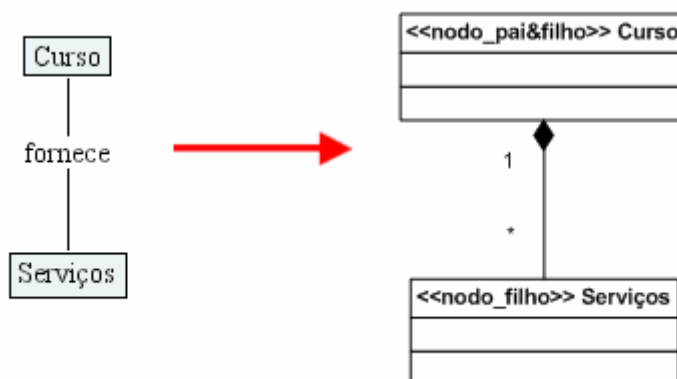 Curso
fornece
Serviços
<<nodo_pai&filho>> Curso
1
*
<<nodo_filho>> Serviços